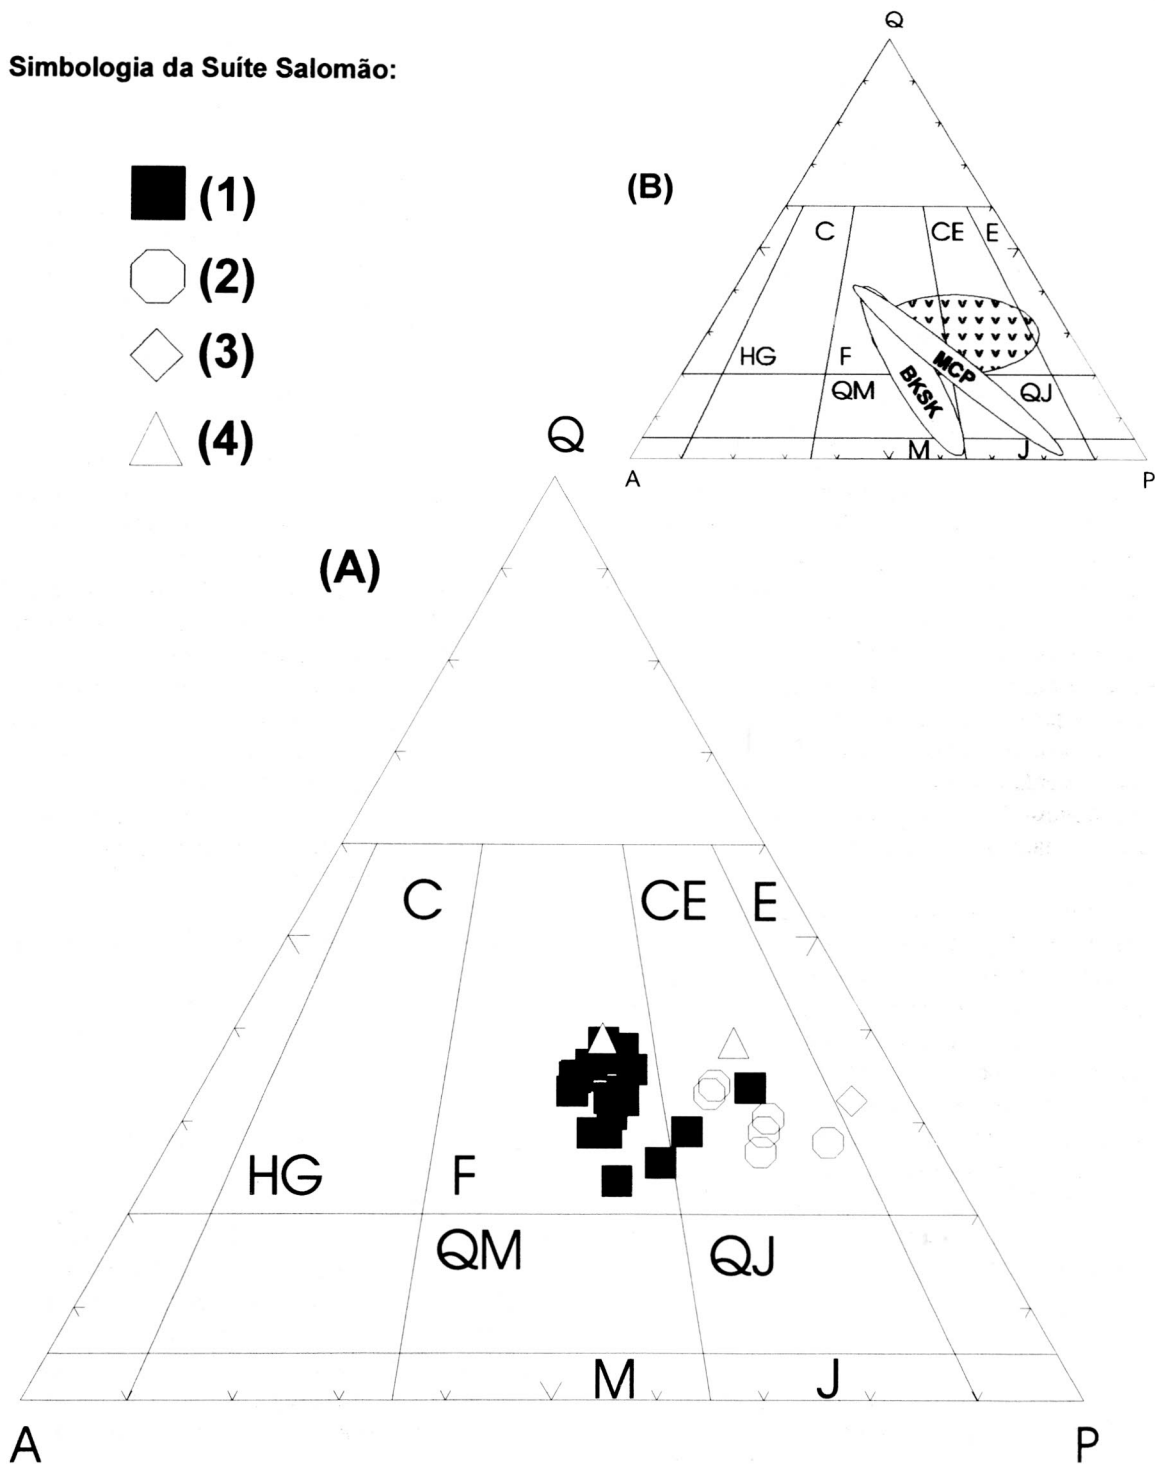 Simbologia da Suíte Salomão:
(1)
(2)
(3)
(4)
Q
(B)
C CE E
HG F
QM QJ
MCP
BKSK
M J
A P
Q
(A)
C CE E
HG F
QM QJ
M J
A P